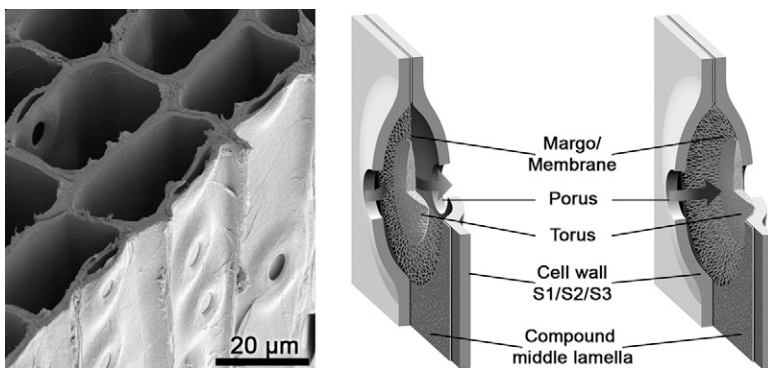 20 µm
Margo/
Membrane
Porus
Torus
Cell wall
S1/S2/S3
Compound
middle lamella